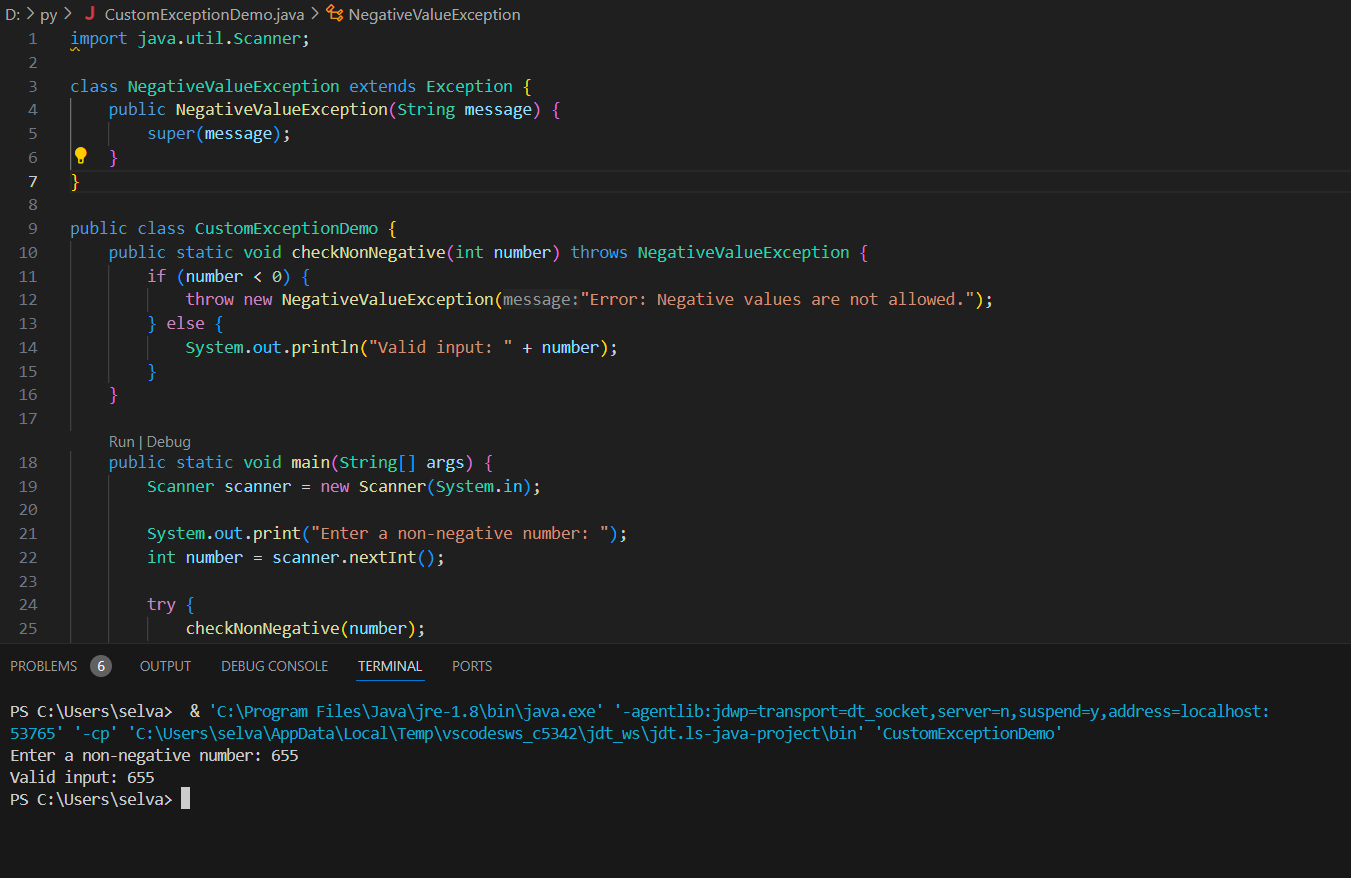 D: > py > J CustomExceptionDemo.java > NegativeValueException
1 import java.util.Scanner;
2
3 class NegativeValueException extends Exception {
4     public NegativeValueException(String message) {
5         super(message);
6     }
7 }
8
9 public class CustomExceptionDemo {
10     public static void checkNonNegative(int number) throws NegativeValueException {
11         if (number < 0) {
12             throw new NegativeValueException(message:"Error: Negative values are not allowed.");
13         } else {
14             System.out.println("Valid input: " + number);
15         }
16     }
17
Run | Debug
18     public static void main(String[] args) {
19         Scanner scanner = new Scanner(System.in);
20
21         System.out.print("Enter a non-negative number: ");
22         int number = scanner.nextInt();
23
24         try {
25             checkNonNegative(number);
PROBLEMS 6 OUTPUT DEBUG CONSOLE TERMINAL PORTS
PS C:\Users\selva>  & 'C:\Program Files\Java\jre-1.8\bin\java.exe' '-agentlib:jdwp=transport=dt_socket,server=n,suspend=y,address=localhost:
53765' '-cp' 'C:\Users\selva\AppData\Local\Temp\vscodesws_c5342\jdt_ws\jdt.ls-java-project\bin' 'CustomExceptionDemo'
Enter a non-negative number: 655
Valid input: 655
PS C:\Users\selva>